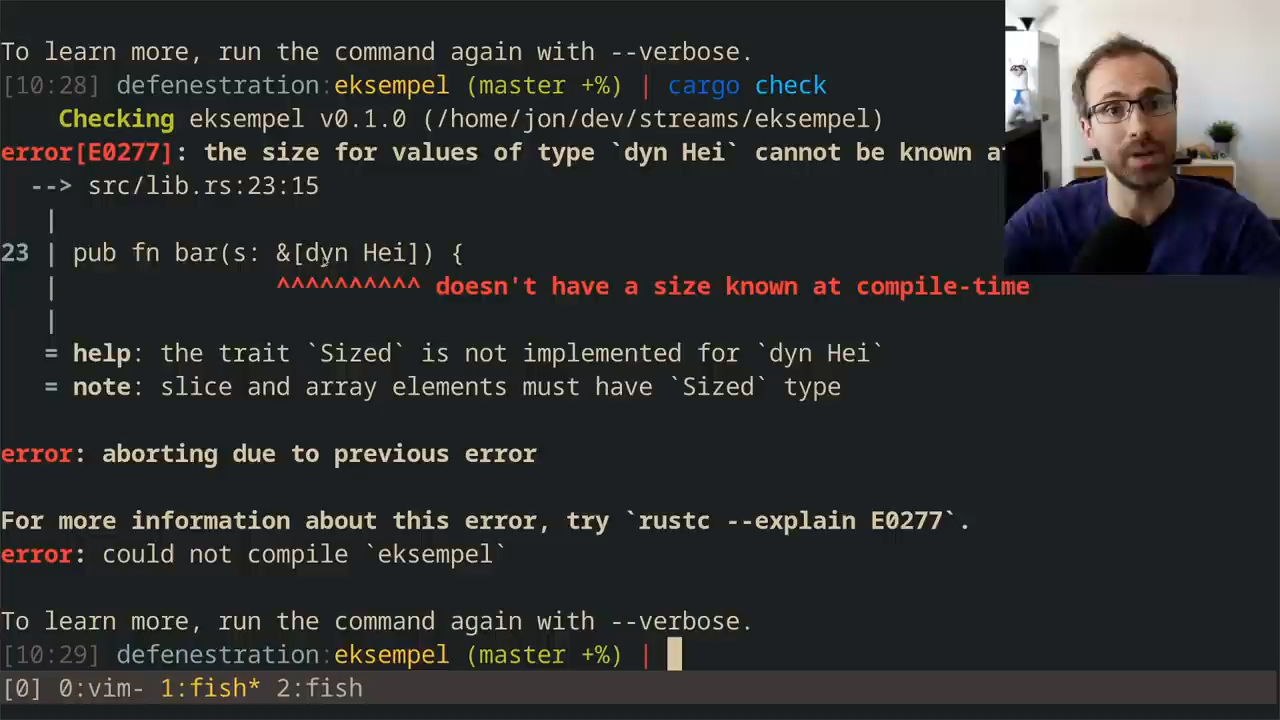 To learn more, run the command again with --verbose.
[10:28] defenestration:eksempel (master +%) | cargo check
Checking eksempel v0.1.0 (/home/jon/dev/streams/eksempel)
error[E0277]: the size for values of type `dyn Hei` cannot be known a
--> src/lib.rs:23:15
|
23 | pub fn bar(s: &[dyn Hei]) {
| ^^^^^^^^^^ doesn't have a size known at compile-time
|
= help: the trait `Sized` is not implemented for `dyn Hei`
= note: slice and array elements must have `Sized` type
error: aborting due to previous error
For more information about this error, try `rustc --explain E0277`.
error: could not compile `eksempel`
To learn more, run the command again with --verbose.
[10:29] defenestration:eksempel (master +%) |
[0] 0:vim- 1:fish* 2:fish